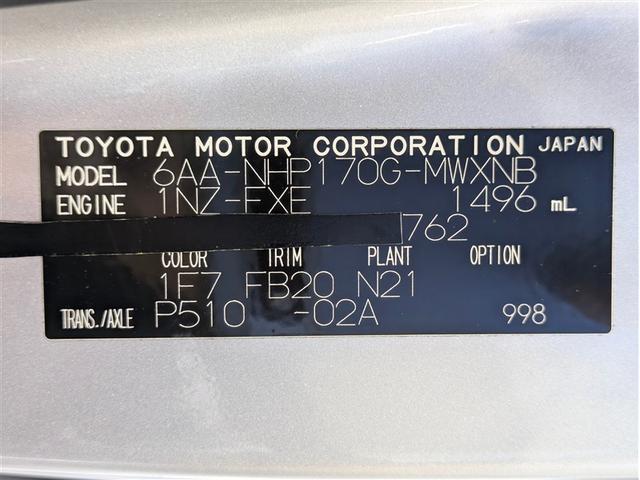 TOYOTA MOTOR CORPORATION JAPAN
MODEL 6AA-NHP170G-MWXNB
ENGINE 1NZ-FXE 1496 mL
762
COLOR TRIM PLANT OPTION
1F7 FB20 N21
TRANS./AXLE P510 -02A 998